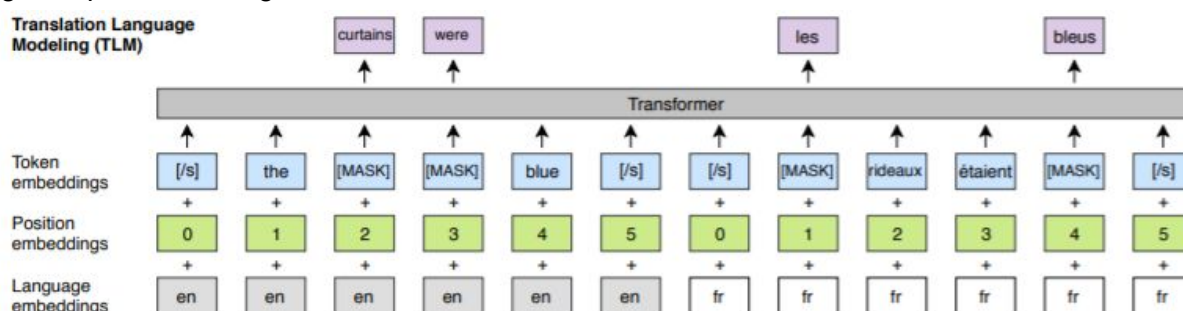 Translation Language
Modeling (TLM)
curtains were les bleus
Transformer
Token
embeddings
[/s] the [MASK] [MASK] blue [/s] [/s] [MASK] rideaux étaient [MASK] [/s]
+ + + + + + + + + + + +
Position
embeddings
0 1 2 3 4 5 0 1 2 3 4 5
+ + + + + + + + + + + +
Language
embeddings
en en en en en en fr fr fr fr fr fr